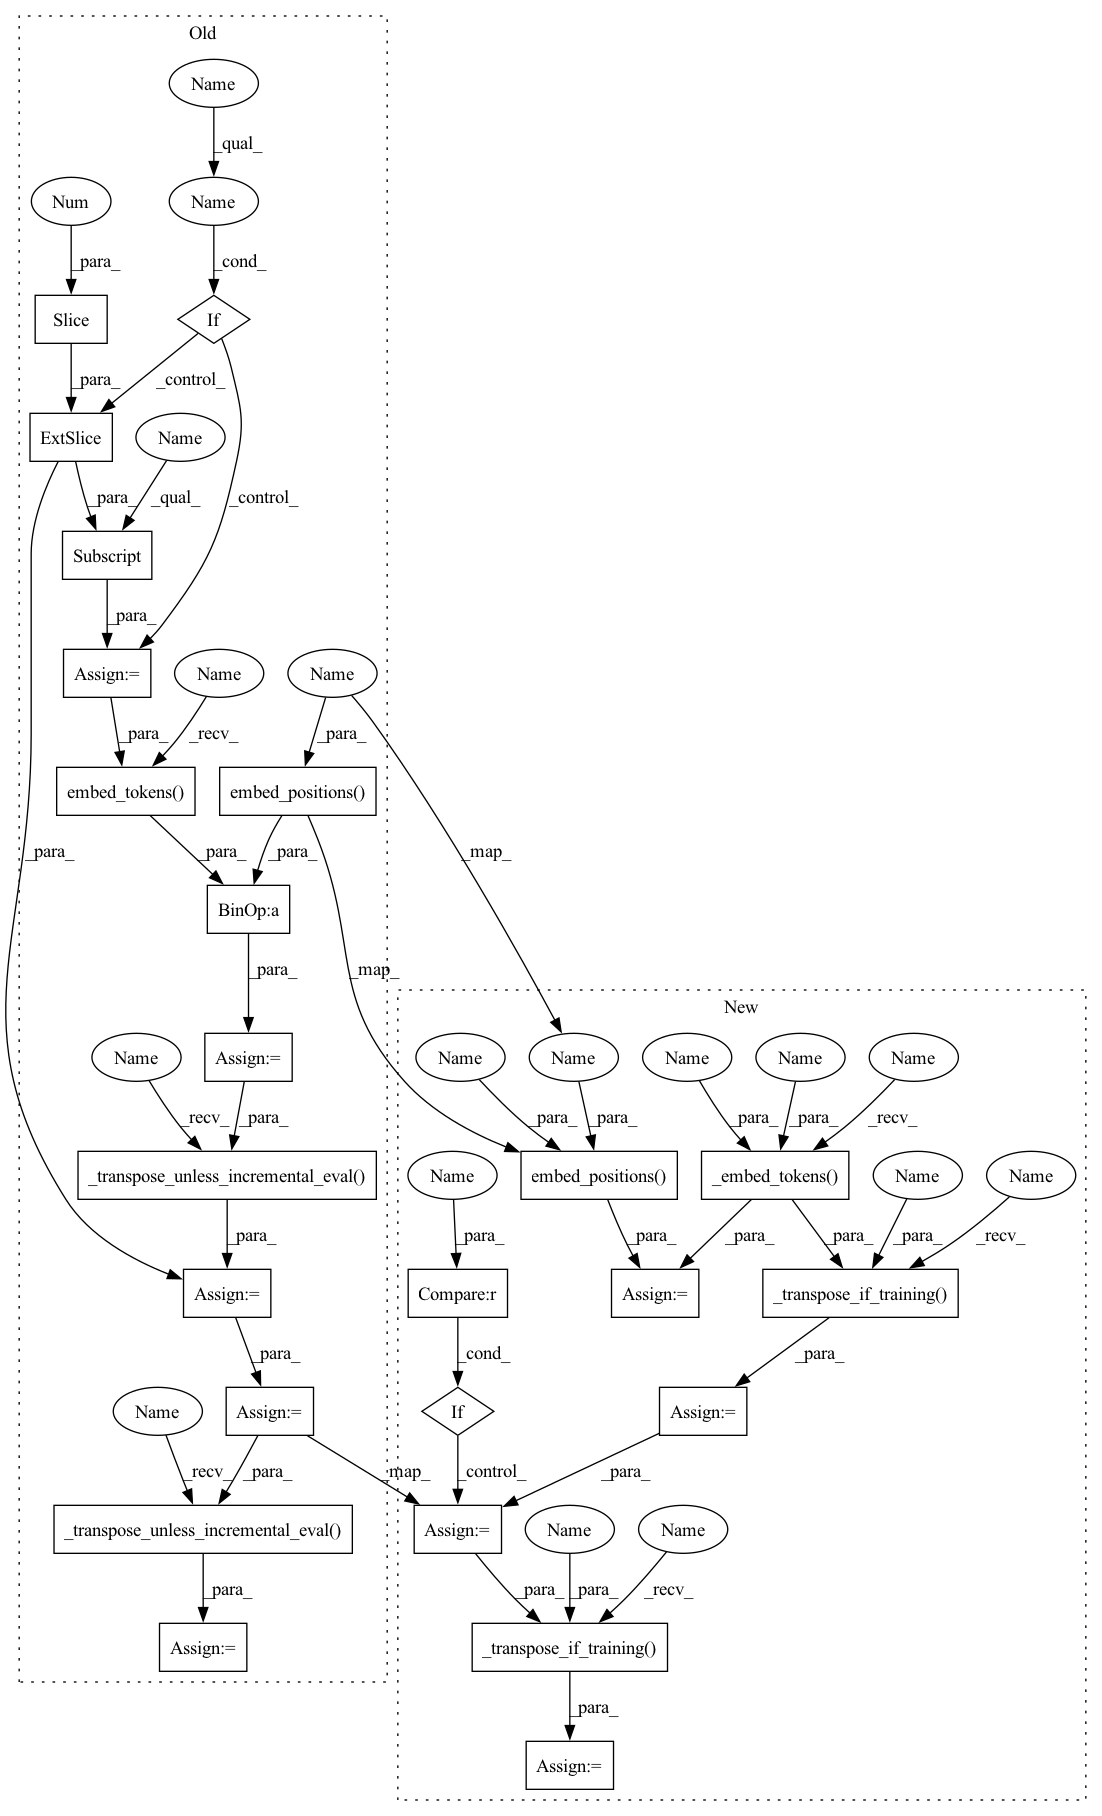 Old
Name
_qual_
Num
Name
_para_
_cond_
Slice
If
_para_
_control_
ExtSlice
Name
_para_
_qual_
_control_
Subscript
_para_
Assign:=
Name
Name
_para_
_recv_
_para_
embed_tokens()
embed_positions()
_para_
_para_
_para_
_map_
BinOp:a
_para_
_map_
New
Name
Assign:=
Name
Name
Name
Name
Name
_recv_
_para_
_para_
_para_
_para_
_para_
_recv_
_transpose_unless_incremental_eval()
Name
embed_positions()
_embed_tokens()
Name
Name
_para_
_para_
_para_
_para_
_para_
_para_
_recv_
Assign:=
Compare:r
Assign:=
_transpose_if_training()
_para_
_cond_
_para_
Name
Assign:=
If
Assign:=
_recv_
_para_
_map_
_control_
_para_
_transpose_unless_incremental_eval()
Assign:=
Name
Name
_para_
_para_
_para_
_recv_
Assign:=
_transpose_if_training()
_para_
Assign:=